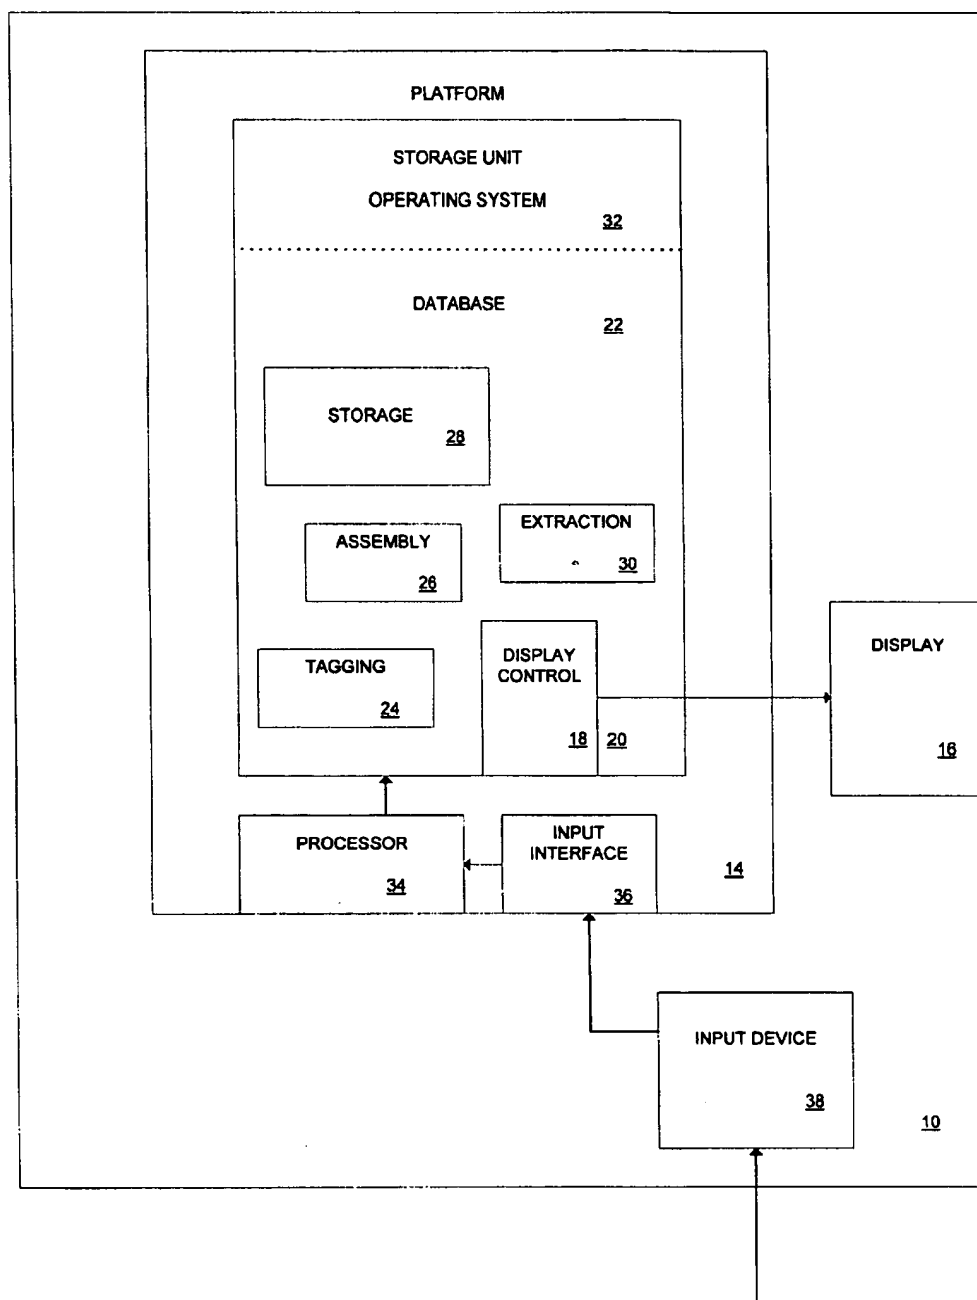 PLATFORM
STORAGE UNIT
OPERATING SYSTEM
32
DATABASE
22
STORAGE
28
EXTRACTION
30
ASSEMBLY
26
TAGGING
24
DISPLAY
CONTROL
18
20
DISPLAY
16
PROCESSOR
34
INPUT
INTERFACE
36
14
INPUT DEVICE
38
10